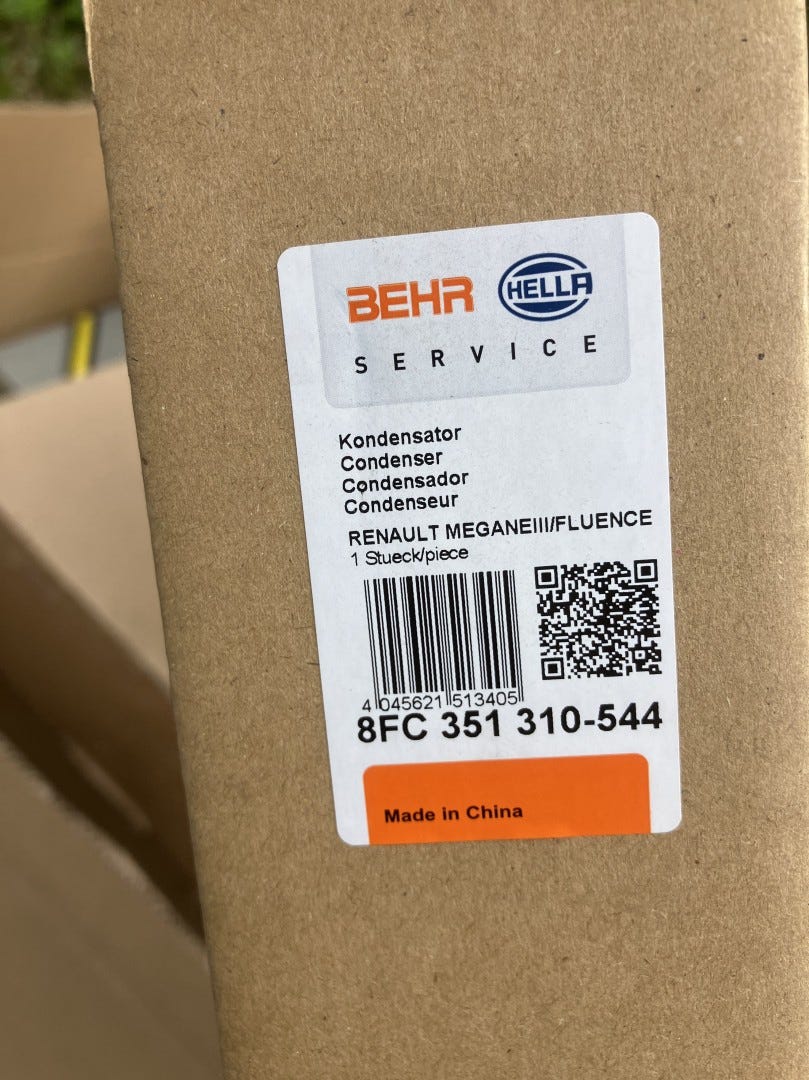 BEHR HELLA
SERVICE
Kondensator
Condenser
Condensador
Condenseur
RENAULT MEGANEIII/FLUENCE
1 Stueck/piece
4 045621 513405
8FC 351 310-544
Made in China